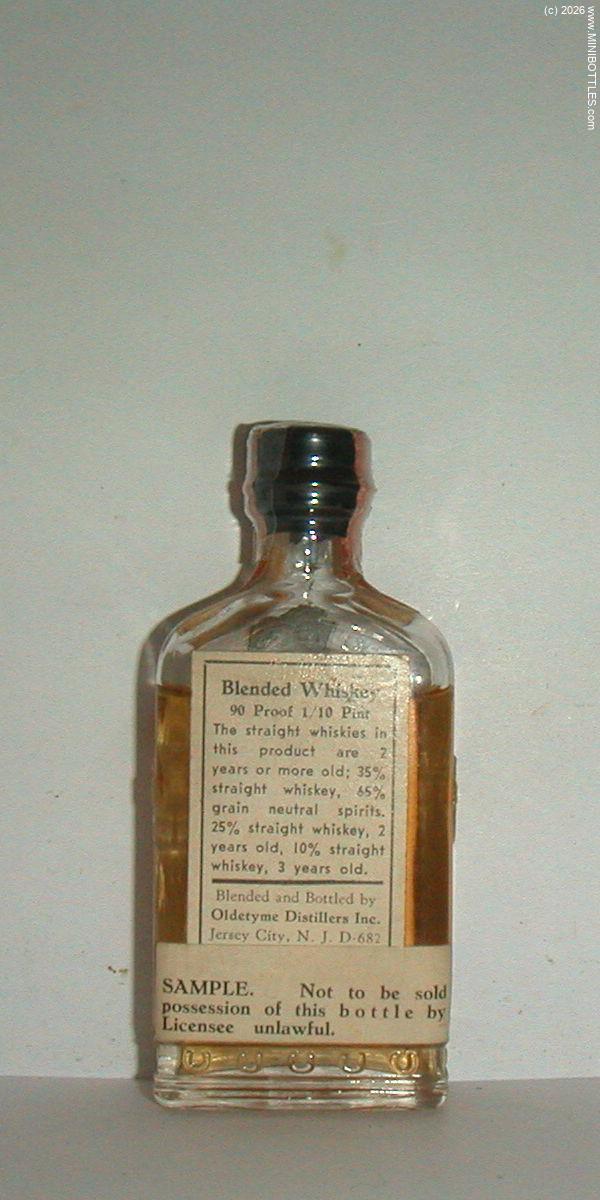 (c) 2026 www.MINIBOTTLES.com
Blended Whiskey
90 Proof 1/10 Pint
The straight whiskies in
this product are 2
years or more old; 35%
straight whiskey, 65%
grain neutral spirits.
25% straight whiskey, 2
years old, 10% straight
whiskey, 3 years old.
Blended and Bottled by
Oldetyme Distillers Inc.
Jersey City, N. J. D-682
SAMPLE. Not to be sold
possession of this bottle by
Licensee unlawful.